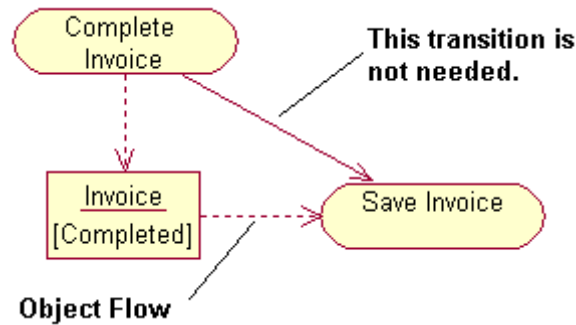 Complete
Invoice
This transition is
not needed.
Invoice
[Completed]
Save Invoice
Object Flow